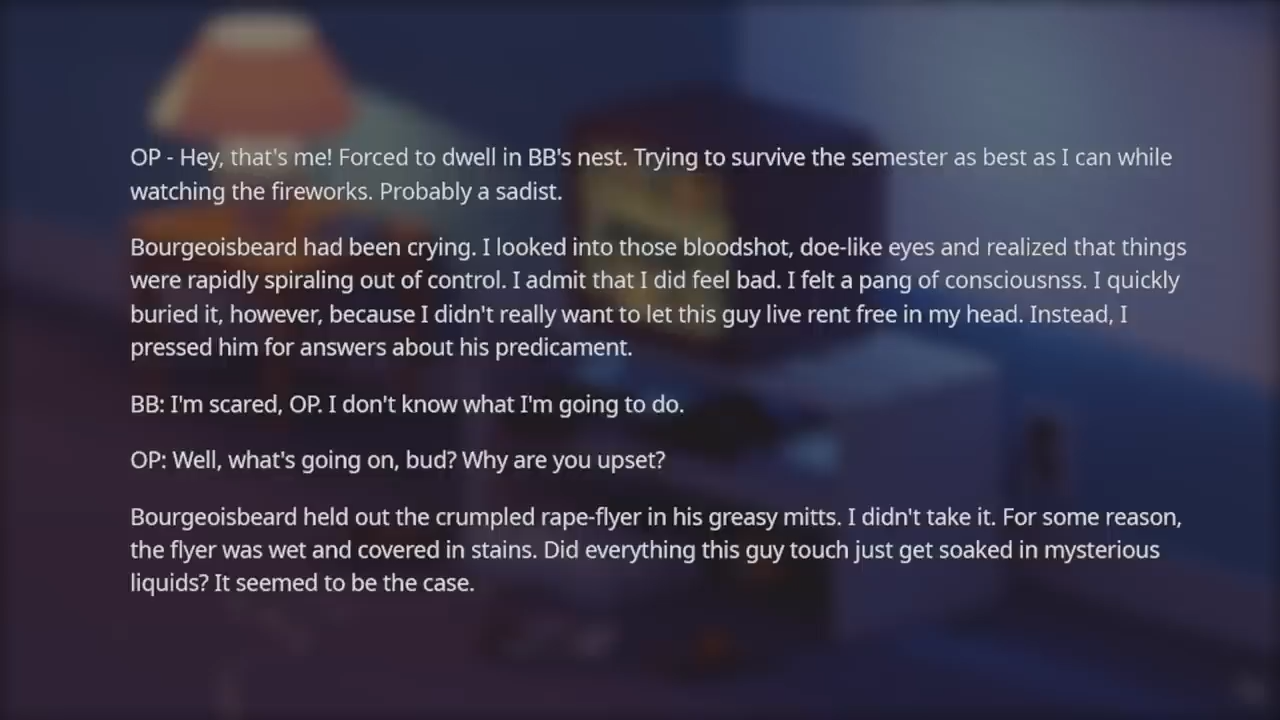 OP - Hey, that's me! Forced to dwell in BB's nest. Trying to survive the semester as best as I can while
watching the fireworks. Probably a sadist.
Bourgeoisbeard had been crying. I looked into those bloodshot, doe-like eyes and realized that things
were rapidly spiraling out of control. I admit that I did feel bad. I felt a pang of consciousnss. I quickly
buried it, however, because I didn't really want to let this guy live rent free in my head. Instead, I
pressed him for answers about his predicament.
BB: I'm scared, OP. I don't know what I'm going to do.
OP: Well, what's going on, bud? Why are you upset?
Bourgeoisbeard held out the crumpled rape-flyer in his greasy mitts. I didn't take it. For some reason,
the flyer was wet and covered in stains. Did everything this guy touch just get soaked in mysterious
liquids? It seemed to be the case.